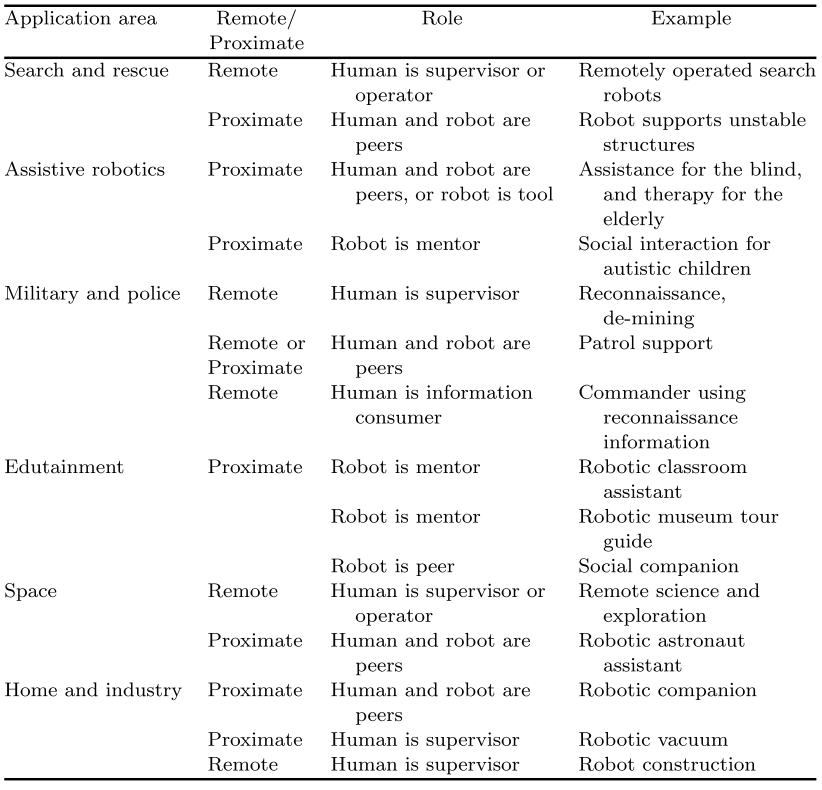 Application area Remote/ Role Example
Proximate
Search and rescue Remote Human is supervisor or Remotely operated search
operator robots
Proximate Human and robot are Robot supports unstable
peers structures
Assistive robotics Proximate Human and robot are Assistance for the blind,
peers, or robot is tool and therapy for the
elderly
Proximate Robot is mentor Social interaction for
autistic children
Military and police Remote Human is supervisor Reconnaissance,
de-mining
Remote or Human and robot are Patrol support
Proximate peers
Remote Human is information Commander using
consumer reconnaissance
information
Edutainment Proximate Robot is mentor Robotic classroom
assistant
Robot is mentor Robotic museum tour
guide
Robot is peer Social companion
Space Remote Human is supervisor or Remote science and
operator exploration
Proximate Human and robot are Robotic astronaut
peers assistant
Home and industry Proximate Human and robot are Robotic companion
peers
Proximate Human is supervisor Robotic vacuum
Remote Human is supervisor Robot construction